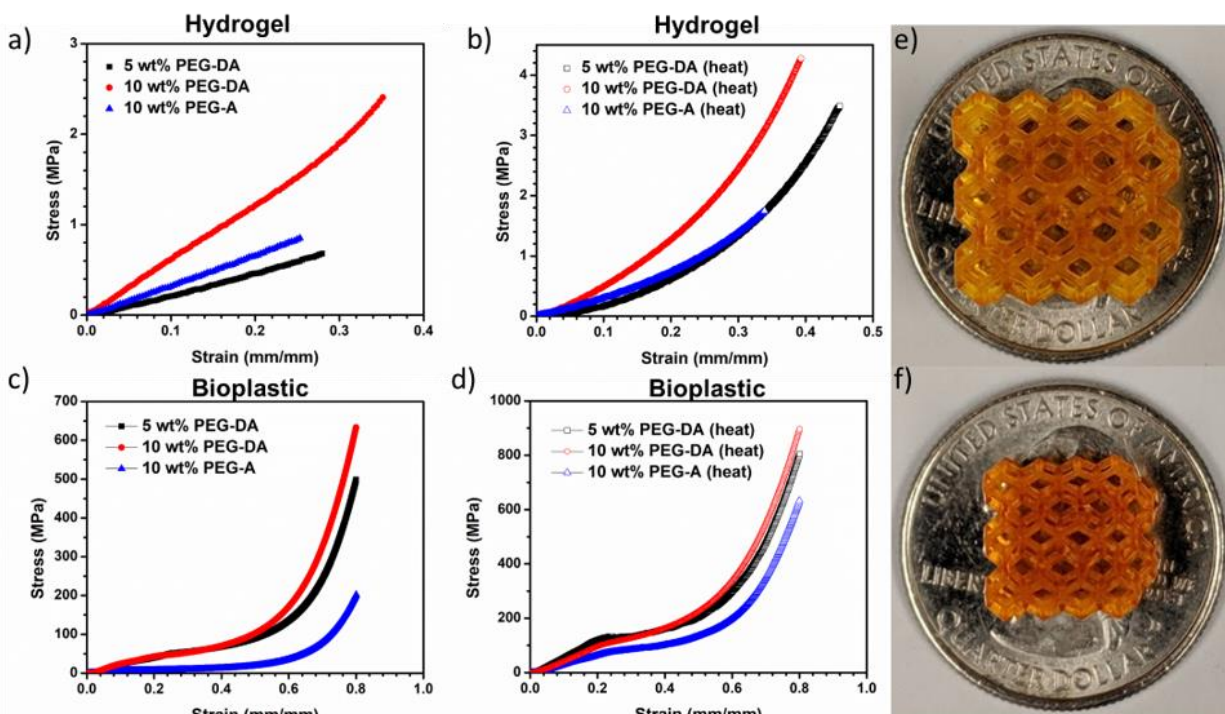 Hydrogel
a)
3
2
1
0
Stress (MPa)
5 wt% PEG-DA
10 wt% PEG-DA
10 wt% PEG-A
0.0 0.1 0.2 0.3 0.4
Strain (mm/mm)
Hydrogel
b)
4
3
2
1
0
Stress (MPa)
5 wt% PEG-DA (heat)
10 wt% PEG-DA (heat)
10 wt% PEG-A (heat)
0.0 0.1 0.2 0.3 0.4 0.5
Strain (mm/mm)
e)
UNITED STATES OF AMERICA
Bioplastic
c)
700
600
500
400
300
200
100
0
Stress (MPa)
5 wt% PEG-DA
10 wt% PEG-DA
10 wt% PEG-A
0.0 0.2 0.4 0.6 0.8 1.0
Strain (mm/mm)
Bioplastic
d)
1000
800
600
400
200
0
Stress (MPa)
5 wt% PEG-DA (heat)
10 wt% PEG-DA (heat)
10 wt% PEG-A (heat)
0.0 0.2 0.4 0.6 0.8 1.0
Strain (mm/mm)
f)
UNITED STATES OF AMERICA
QUARTER DOLLAR